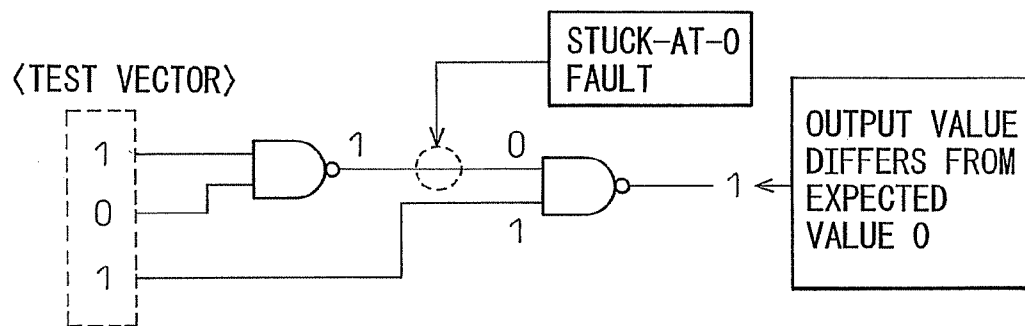 STUCK-AT-0
FAULT
〈TEST VECTOR〉
1
0
1
1
0
1
1
OUTPUT VALUE
DIFFERS FROM
EXPECTED
VALUE 0